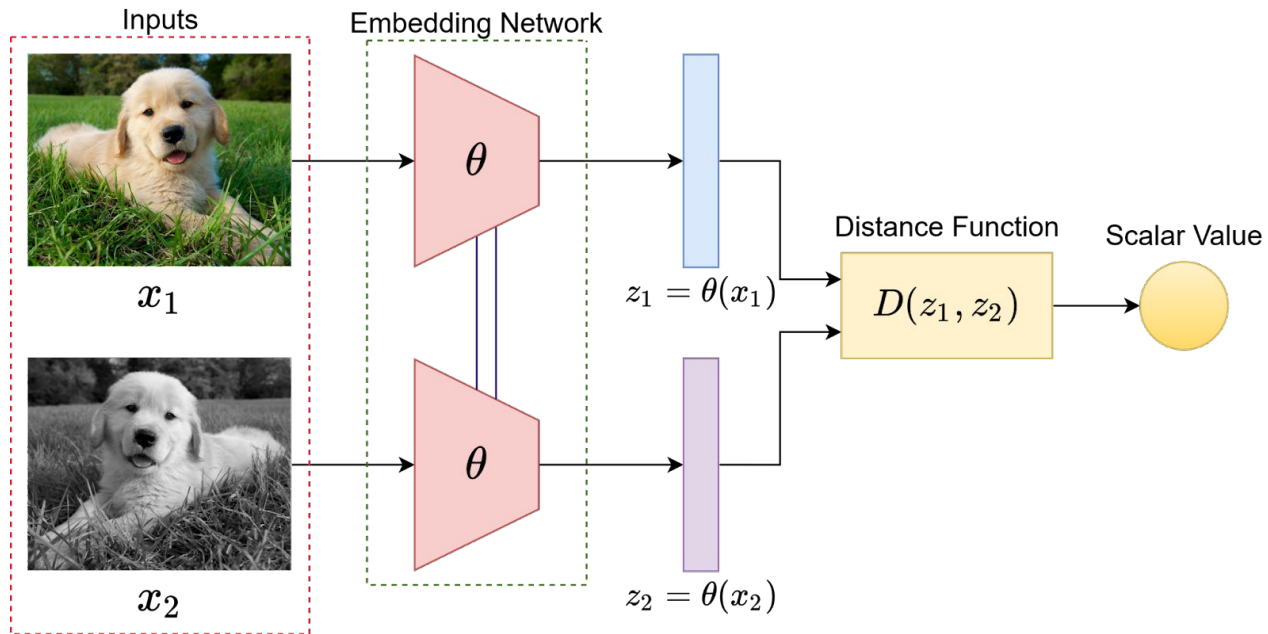 Inputs
Embedding Network
θ
x₁
z₁ = θ(x₁)
Distance Function
D(z₁, z₂)
Scalar Value
θ
x₂
z₂ = θ(x₂)